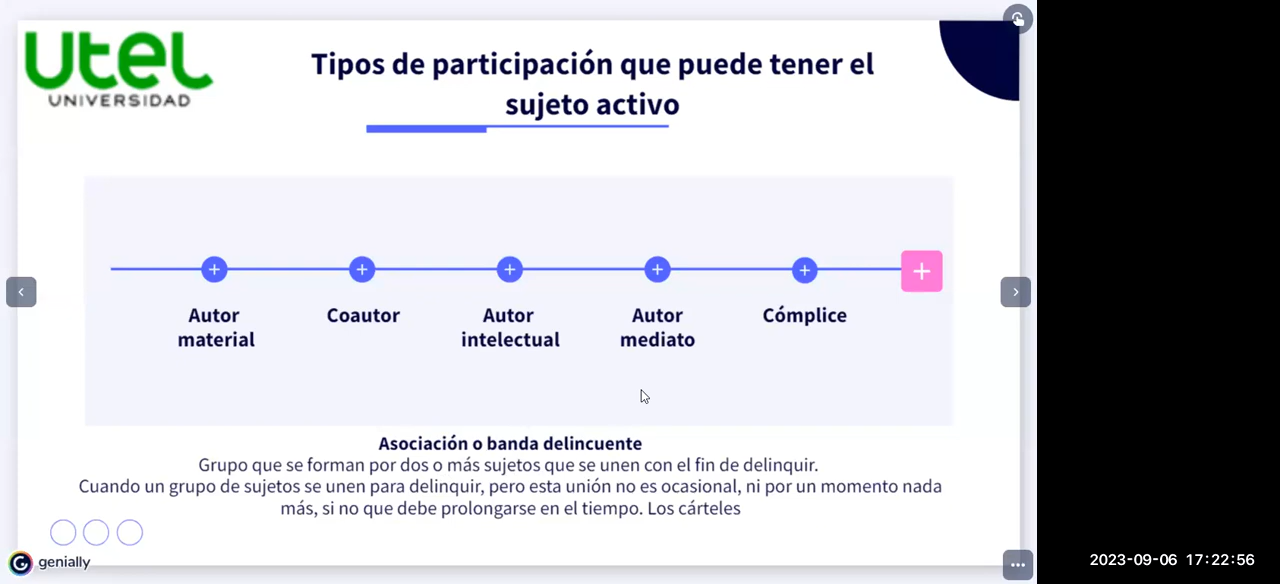 utel
UNIVERSIDAD
Tipos de participación que puede tener el
sujeto activo
Autor
material
Coautor
Autor
intelectual
Autor
mediato
Cómplice
Asociación o banda delincuente
Grupo que se forman por dos o más sujetos que se unen con el fin de delinquir.
Cuando un grupo de sujetos se unen para delinquir, pero esta unión no es ocasional, ni por un momento nada
más, si no que debe prolongarse en el tiempo. Los cárteles
genially
2023-09-06 17:22:56